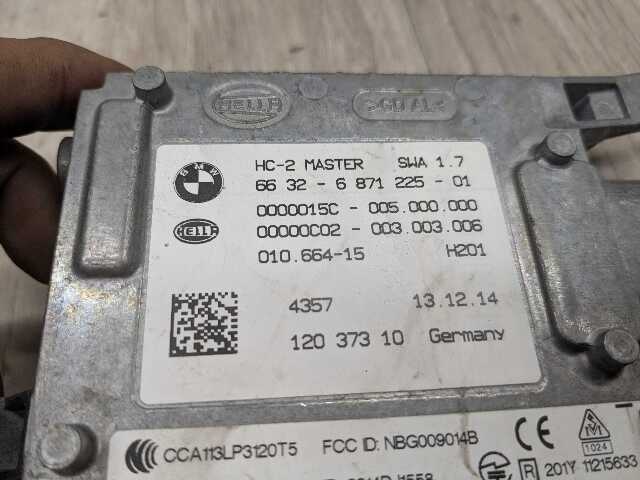 HELLA >GDAL<
BMW HC-2 MASTER SWA 1.7
66 32 - 6 871 225 - 01
0000015C - 005.000.000
HELLA 00000C02 - 003.003.006
010.664-15 H201
4357 13.12.14
120 373 10 Germany
CCA113LP3120T5 FCC ID: NBG009014B
1024
R 201Y 11215633